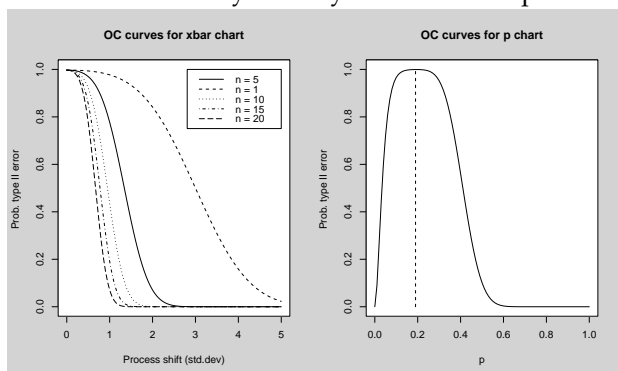 OC curves for xbar chart
Prob. type II error
0.0 0.2 0.4 0.6 0.8 1.0
n = 5
n = 1
n = 10
n = 15
n = 20
0 1 2 3 4 5
Process shift (std.dev)
OC curves for p chart
Prob. type II error
0.0 0.2 0.4 0.6 0.8 1.0
0.0 0.2 0.4 0.6 0.8 1.0
p